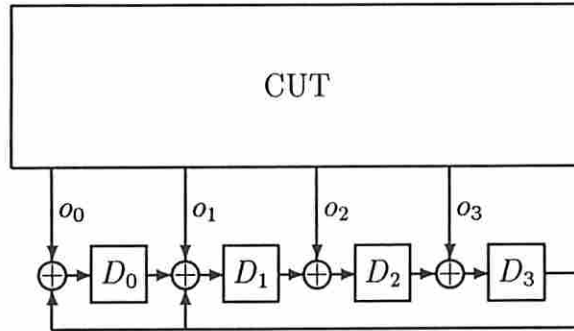 CUT
o₀ o₁ o₂ o₃
D₀ D₁ D₂ D₃